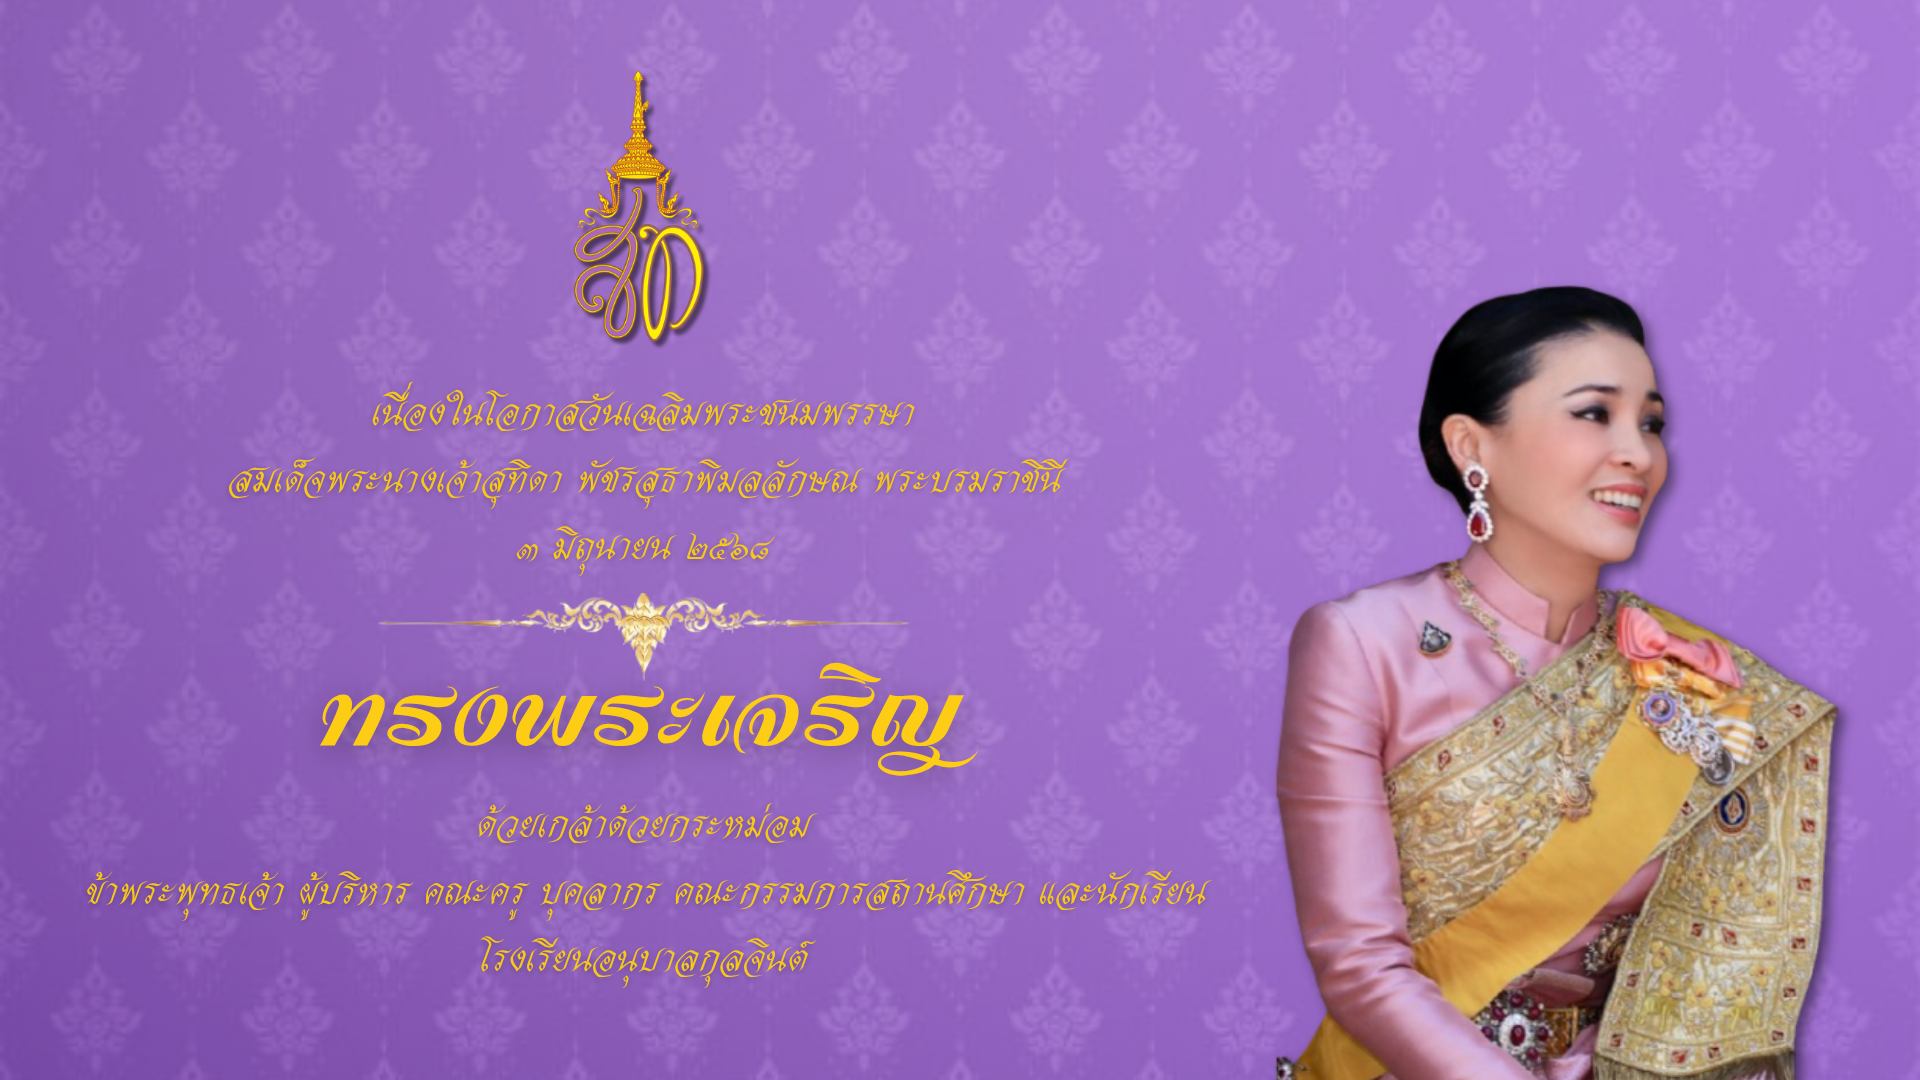 สท
เนื่องในโอกาสวันเฉลิมพระชนมพรรษา
สมเด็จพระนางเจ้าสุทิดา พัชรสุธาพิมลลักษณ พระบรมราชินี
๓ มิถุนายน ๒๕๖๘
ทรงพระเจริญ
ด้วยเกล้าด้วยกระหม่อม
ข้าพระพุทธเจ้า ผู้บริหาร คณะครู บุคลากร คณะกรรมการสถานศึกษา และนักเรียน
โรงเรียนอนุบาลกุลจินต์